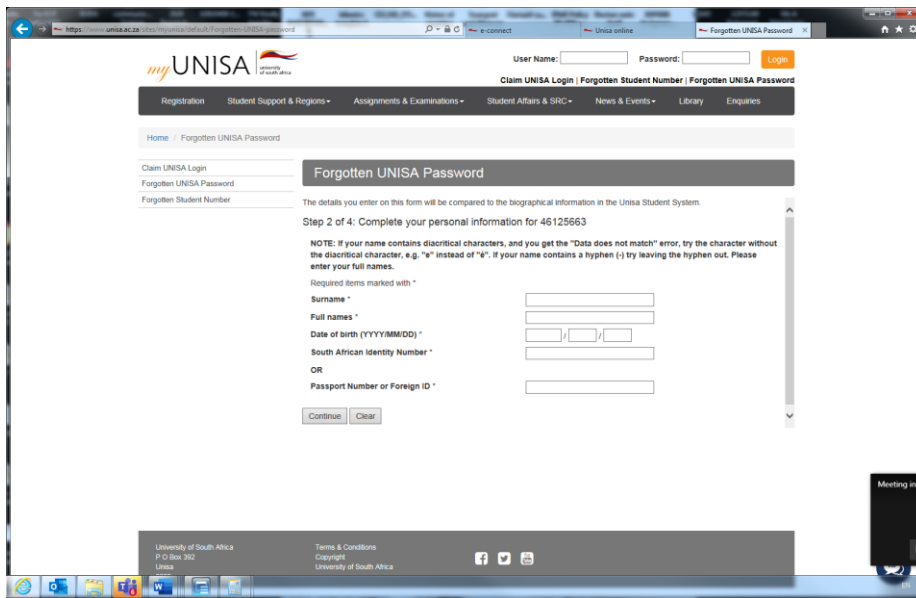 https://www.unisa.ac.za/sites/myunisa/default/Forgotten-UNISA-password
e-connect
Unisa online
Forgotten UNISA Password
my UNISA university of south africa
User Name:
Password:
Login
Claim UNISA Login | Forgotten Student Number | Forgotten UNISA Password
Registration Student Support & Regions Assignments & Examinations Student Affairs & SRC News & Events Library Enquiries
Home / Forgotten UNISA Password
Claim UNISA Login
Forgotten UNISA Password
Forgotten Student Number
Forgotten UNISA Password
The details you enter on this form will be compared to the biographical information in the Unisa Student System.
Step 2 of 4: Complete your personal information for 46125663
NOTE: If your name contains diacritical characters, and you get the "Data does not match" error, try the character without
the diacritical character, e.g. "e" instead of "ê". If your name contains a hyphen (-) try leaving the hyphen out. Please
enter your full names.
Required items marked with *
Surname *
Full names *
Date of birth (YYYY/MM/DD) * / /
South African Identity Number *
OR
Passport Number or Foreign ID *
Continue Clear
Meeting in
University of South Africa
P O Box 392
Unisa
Terms & Conditions
Copyright
University of South Africa
EN